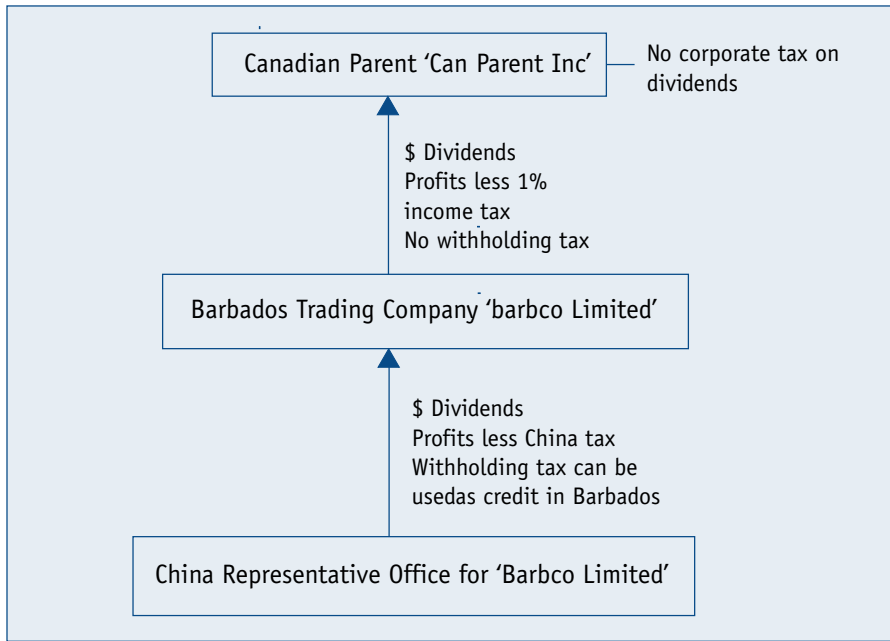 Canadian Parent ‘Can Parent Inc’
No corporate tax on
dividends
$ Dividends
Profits less 1%
income tax
No withholding tax
Barbados Trading Company ‘barbco Limited’
$ Dividends
Profits less China tax
Withholding tax can be
usedas credit in Barbados
China Representative Office for ‘Barbco Limited’